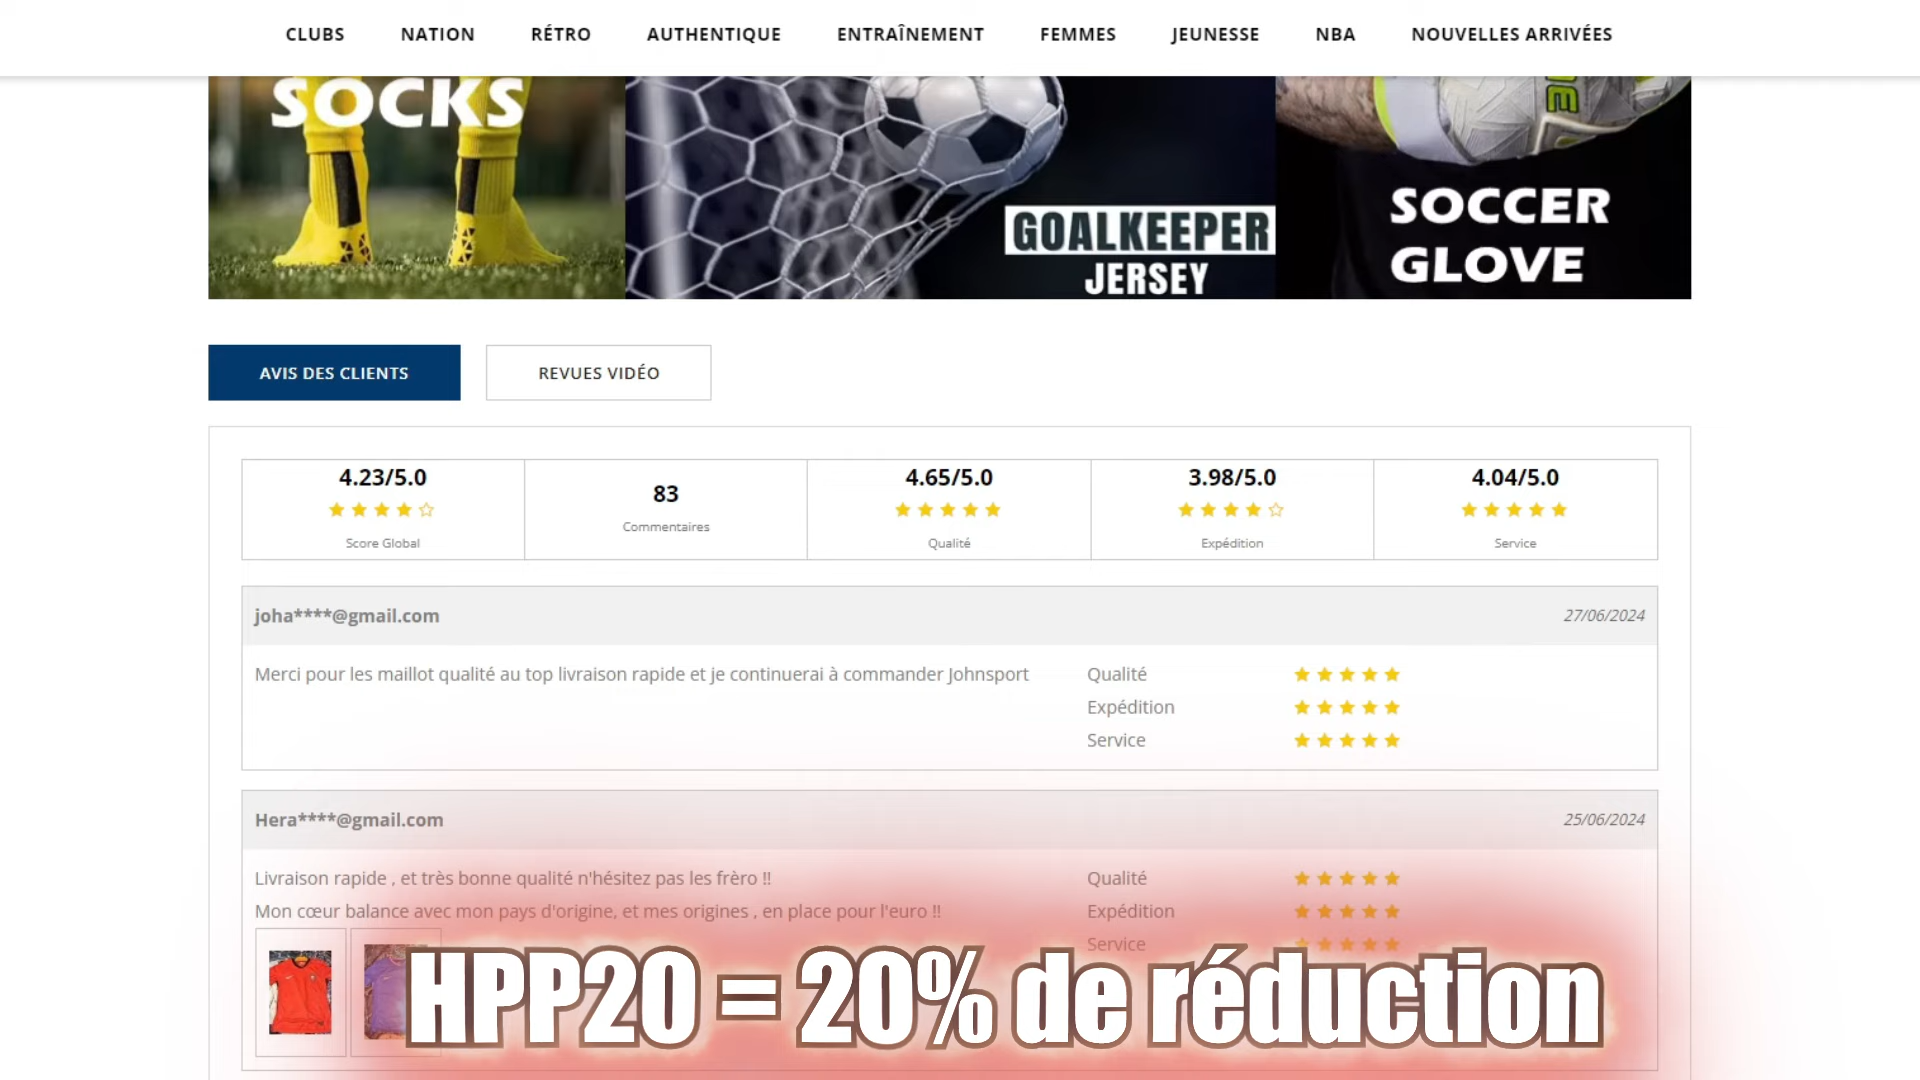 CLUBS NATION RÉTRO AUTHENTIQUE ENTRAÎNEMENT FEMMES JEUNESSE NBA NOUVELLES ARRIVÉES
SOCKS
GOALKEEPER
JERSEY
SOCCER
GLOVE
AVIS DES CLIENTS
REVUES VIDÉO
4.23/5.0
Score Global
83
Commentaires
4.65/5.0
Qualité
3.98/5.0
Expédition
4.04/5.0
Service
joha****@gmail.com
27/06/2024
Merci pour les maillot qualité au top livraison rapide et je continuerai à commander Johnsport
Qualité
Expédition
Service
Hera****@gmail.com
25/06/2024
Livraison rapide , et très bonne qualité n'hésitez pas les frèro !!
Mon cœur balance avec mon pays d'origine, et mes origines , en place pour l'euro !!
Qualité
Expédition
Service
HPP20 = 20% de réduction